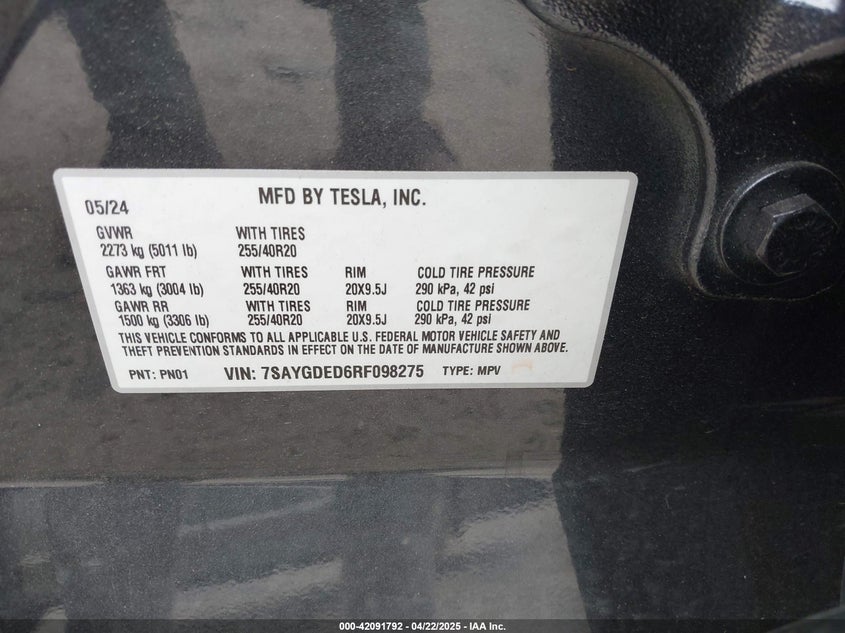 05/24
MFD BY TESLA, INC.
GVWR WITH TIRES
2273 kg (5011 lb) 255/40R20
GAWR FRT WITH TIRES RIM COLD TIRE PRESSURE
1363 kg (3004 lb) 255/40R20 20X9.5J 290 kPa, 42 psi
GAWR RR WITH TIRES RIM COLD TIRE PRESSURE
1500 kg (3306 lb) 255/40R20 20X9.5J 290 kPa, 42 psi
THIS VEHICLE CONFORMS TO ALL APPLICABLE U.S. FEDERAL MOTOR VEHICLE SAFETY AND
THEFT PREVENTION STANDARDS IN EFFECT ON THE DATE OF MANUFACTURE SHOWN ABOVE.
PNT: PN01 VIN: 7SAYGDED6RF098275 TYPE: MPV
000-42091792 - 04/22/2025 - IAA Inc.